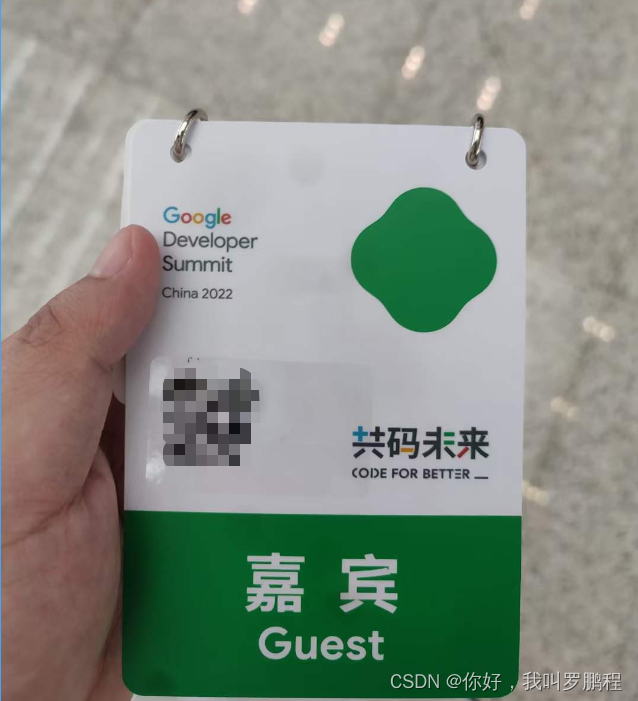 Google
Developer
Summit
China 2022
共码未来
CODE FOR BETTER _
嘉宾
Guest
CSDN @你好，我叫罗鹏程